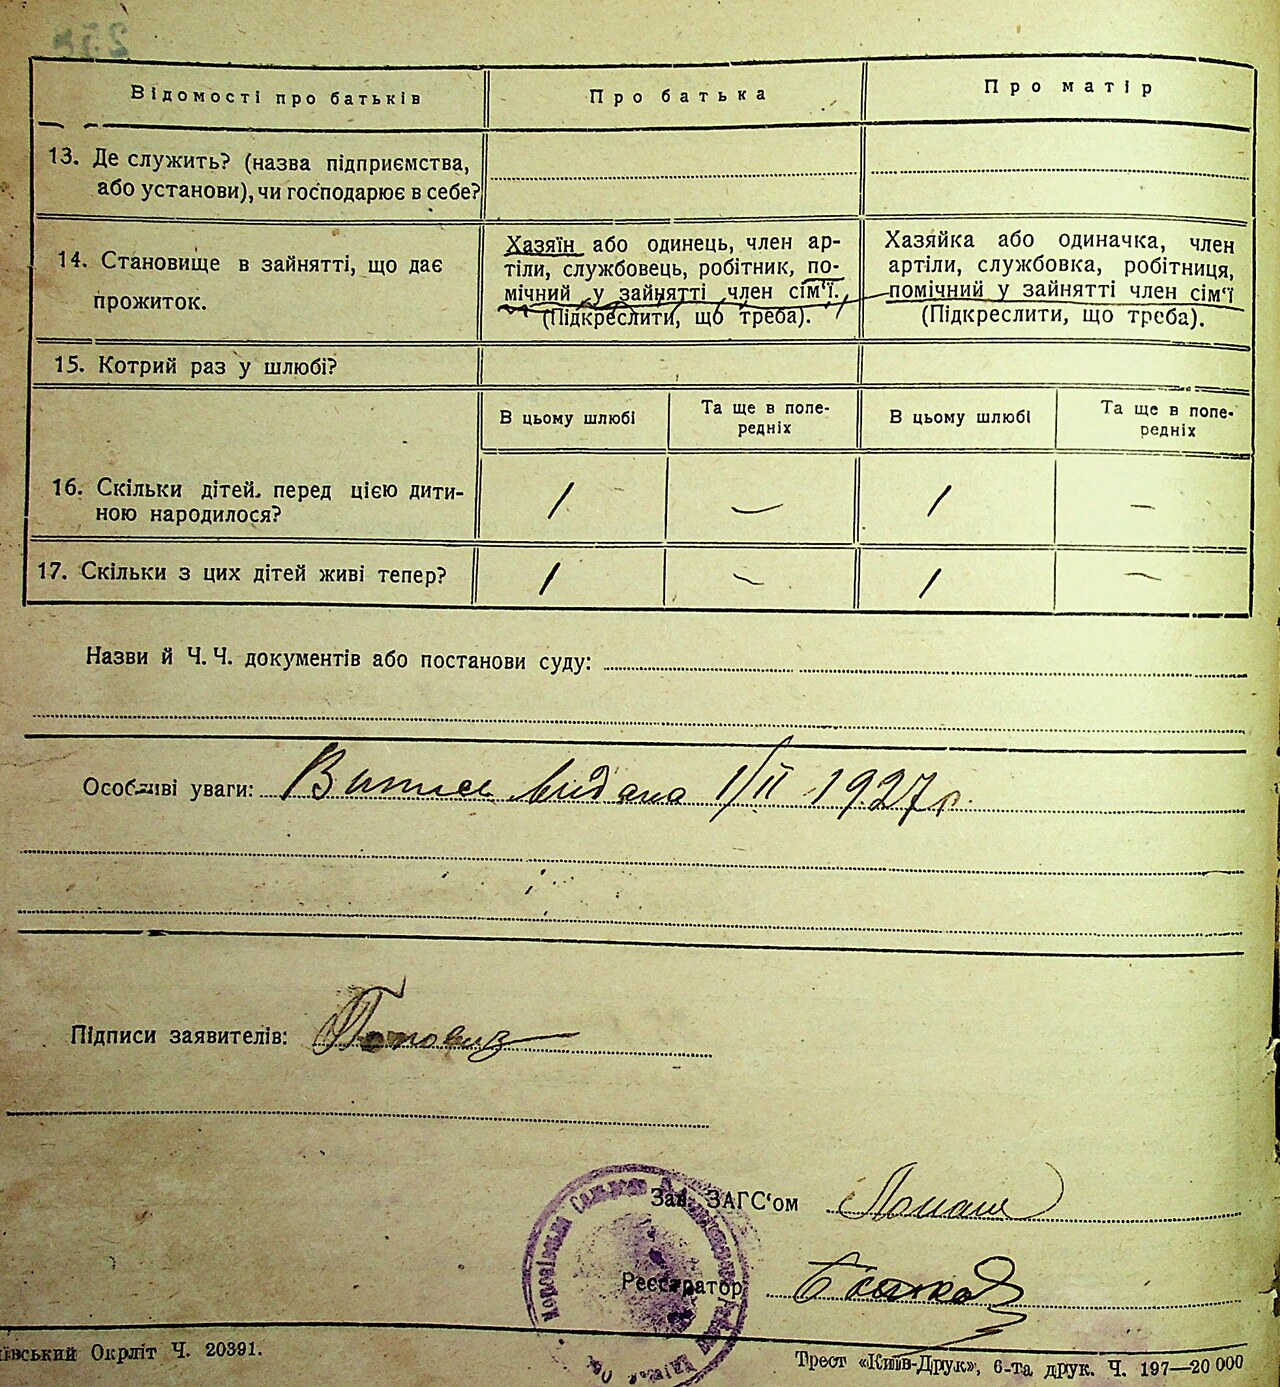 258
Відомості про батьків
Про батька
Про матір
13. Де служить? (назва підприємства,
або установи), чи господарює в себе?
14. Становище в зайнятті, що дає
прожиток.
Хазяїн або одинець, член ар-
тіли, службовець, робітник, по-
мічний у зайнятті член сім'ї.
(Підкреслити, що треба).
Хазяйка або одиначка, член
артіли, службовка, робітниця,
помічний у зайнятті член сім'ї
(Підкреслити, що треба).
15. Котрий раз у шлюбі?
В цьому шлюбі
Та ще в попе-
редніх
В цьому шлюбі
Та ще в попе-
редніх
16. Скільки дітей перед цією дити-
ною народилося?
1 — 1 —
17. Скільки з цих дітей живі тепер?
1 — 1 —
Назви й Ч. Ч. документів або постанови суду:
Особливі уваги: Випис видана 1/II 1927 р.
Підписи заявителів: Попович
Зав. ЗАГС'ом
Реєстратор
ївський Окрліт Ч. 20391.
Трест «Київ-Друк», 6-та друк. Ч. 197—20 000